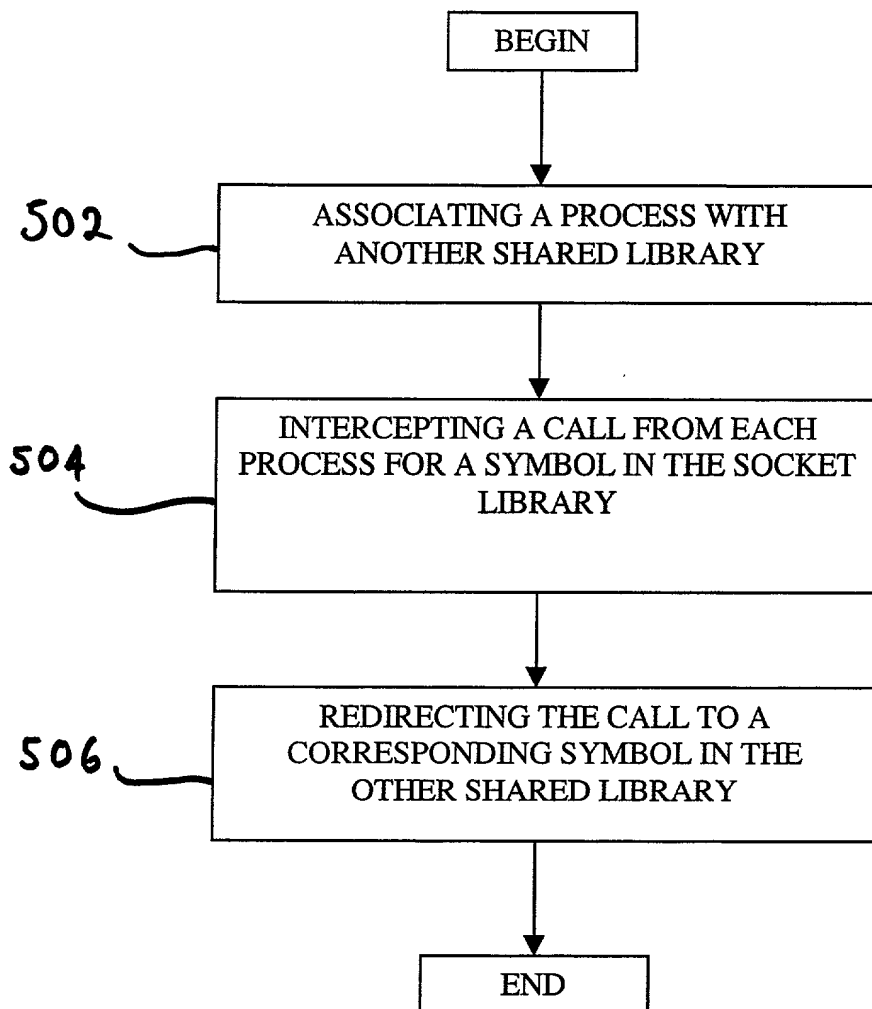 BEGIN
502
ASSOCIATING A PROCESS WITH
ANOTHER SHARED LIBRARY
504
INTERCEPTING A CALL FROM EACH
PROCESS FOR A SYMBOL IN THE SOCKET
LIBRARY
506
REDIRECTING THE CALL TO A
CORRESPONDING SYMBOL IN THE
OTHER SHARED LIBRARY
END